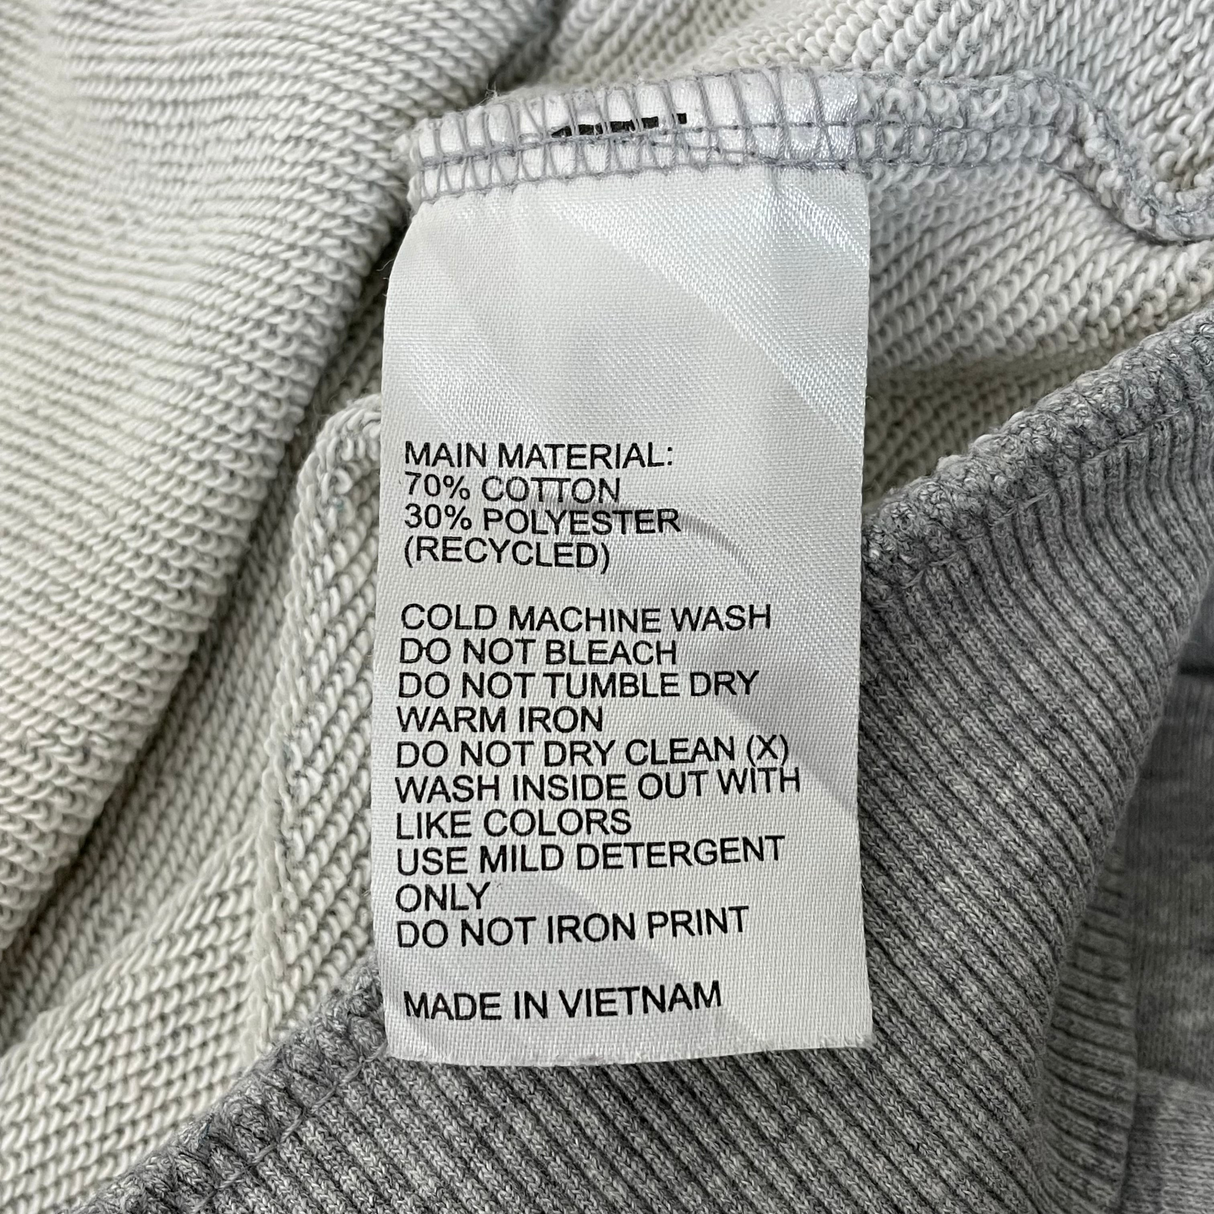 MAIN MATERIAL:
70% COTTON
30% POLYESTER
(RECYCLED)
COLD MACHINE WASH
DO NOT BLEACH
DO NOT TUMBLE DRY
WARM IRON
DO NOT DRY CLEAN (X)
WASH INSIDE OUT WITH
LIKE COLORS
USE MILD DETERGENT
ONLY
DO NOT IRON PRINT
MADE IN VIETNAM